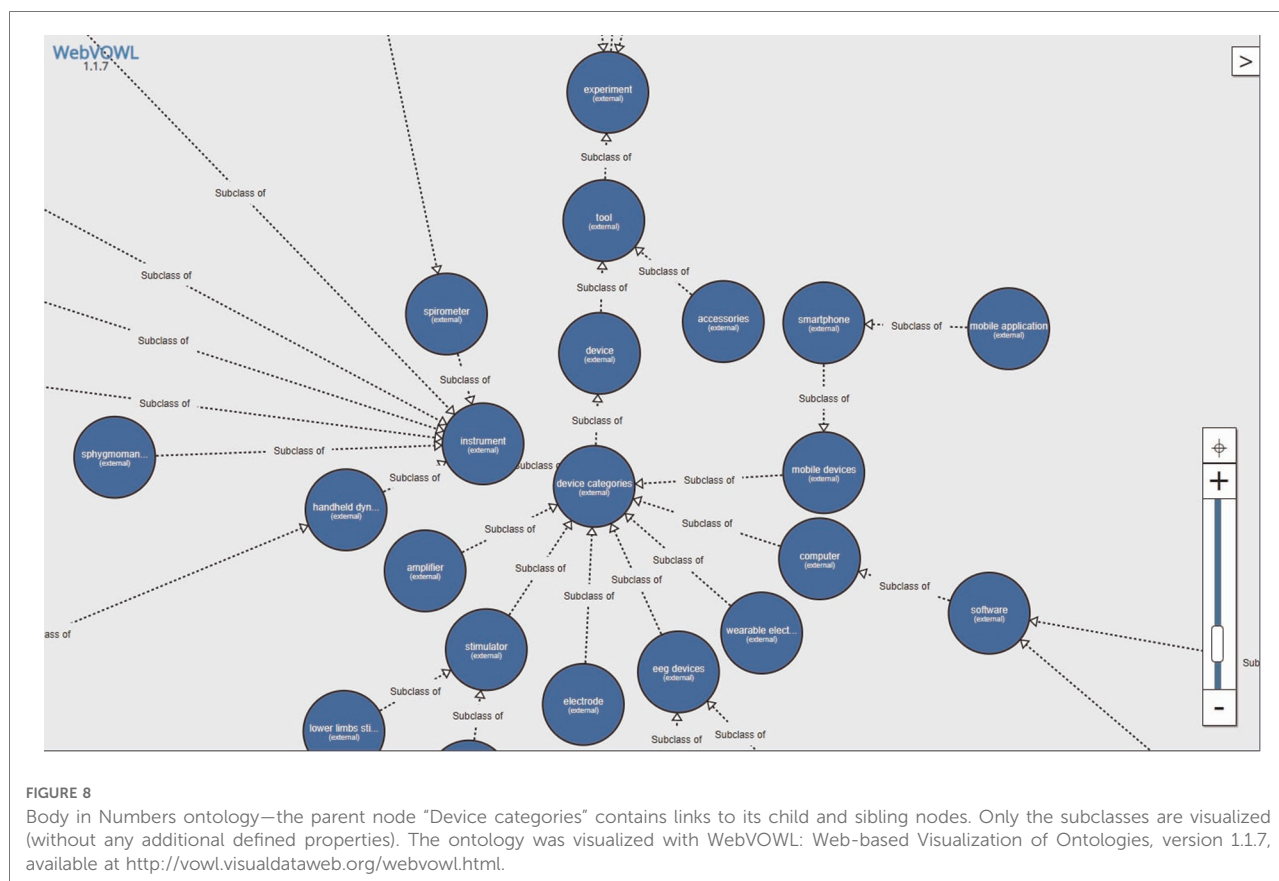 WebVOWL
1.1.7
>
experiment
(external)
Subclass of
tool
(external)
Subclass of
Subclass of
Subclass of
Subclass of
spirometer
(external)
accessories
(external)
smartphone
(external)
Subclass of
mobile application
(external)
Subclass of
device
(external)
Subclass of
Subclass of
Subclass of
Subclass of
Subclass of
instrument
(external)
sphygmoman...
(external)
Subclass of
Subclass of
Subclass of
device categories
(external)
Subclass of
mobile devices
(external)
+
handheld dyn...
(external)
Subclass of
Subclass of
amplifier
(external)
Subclass of
Subclass of
Subclass of
computer
(external)
Subclass of
software
(external)
ass of
stimulator
(external)
wearable elect...
(external)
eeg devices
(external)
Sub
Subclass of
electrode
(external)
-
lower limbs sti...
(external)
Subclass of
Subclass of
Subclass of
FIGURE 8
Body in Numbers ontology—the parent node “Device categories” contains links to its child and sibling nodes. Only the subclasses are visualized
(without any additional defined properties). The ontology was visualized with WebVOWL: Web-based Visualization of Ontologies, version 1.1.7,
available at http://vowl.visualdataweb.org/webvowl.html.